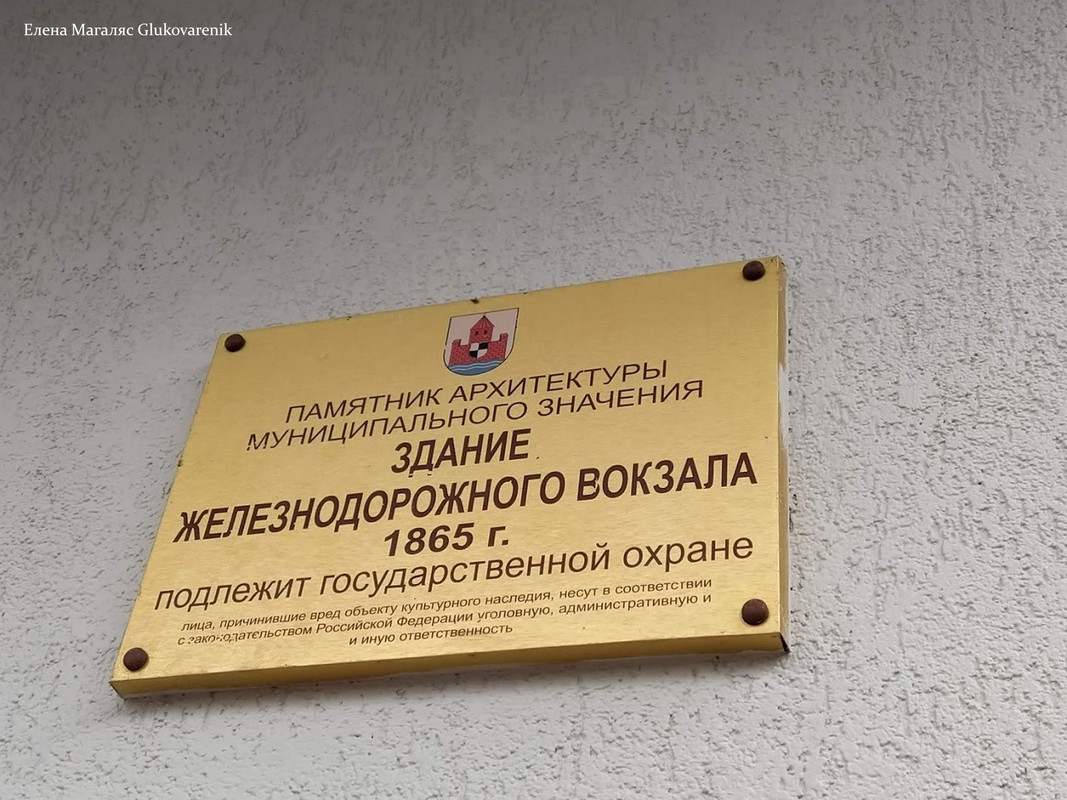 Елена Магаляс Glukovarenik
ПАМЯТНИК АРХИТЕКТУРЫ
МУНИЦИПАЛЬНОГО ЗНАЧЕНИЯ
ЗДАНИЕ
ЖЕЛЕЗНОДОРОЖНОГО ВОКЗАЛА
1865 г.
подлежит государственной охране
лица, причинившие вред объекту культурного наследия, несут в соответствии
с законодательством Российской Федерации уголовную, административную и
и иную ответственность